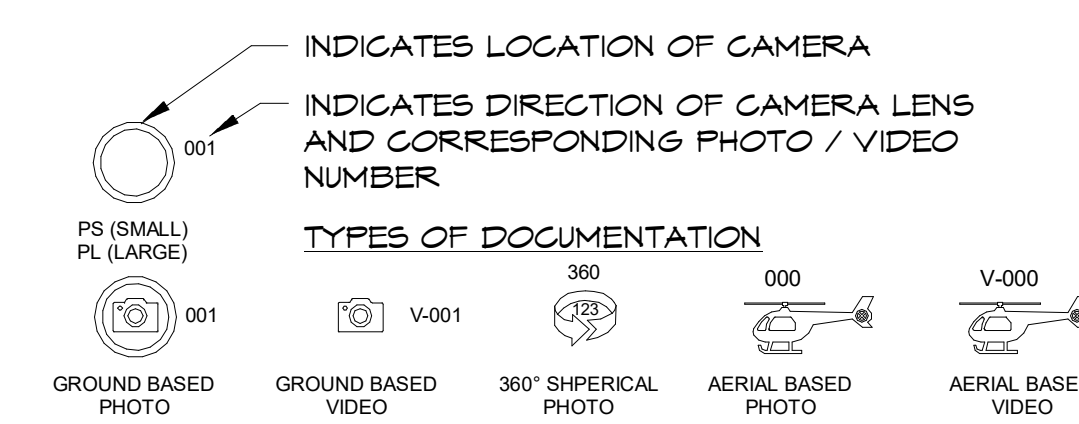 INDICATES LOCATION OF CAMERA
INDICATES DIRECTION OF CAMERA LENS
AND CORRESPONDING PHOTO / VIDEO
NUMBER
001
PS (SMALL)
PL (LARGE)
TYPES OF DOCUMENTATION
001
GROUND BASED
PHOTO
V-001
GROUND BASED
VIDEO
360
123
360° SHPERICAL
PHOTO
000
AERIAL BASED
PHOTO
V-000
AERIAL BASE
VIDEO